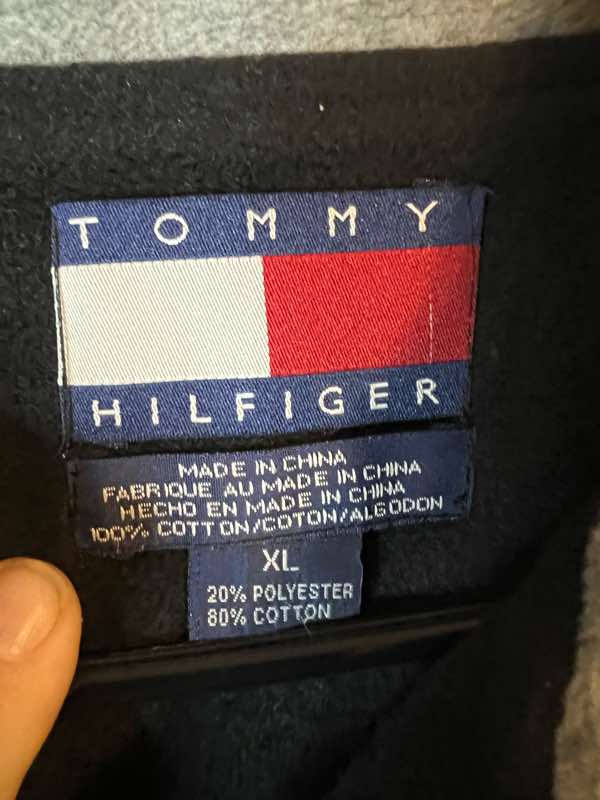 TOMMY
HILFIGER
MADE IN CHINA
FABRIQUE AU MADE IN CHINA
HECHO EN MADE IN CHINA
100% COTTON/COTON/ALGODON
XL
20% POLYESTER
80% COTTON